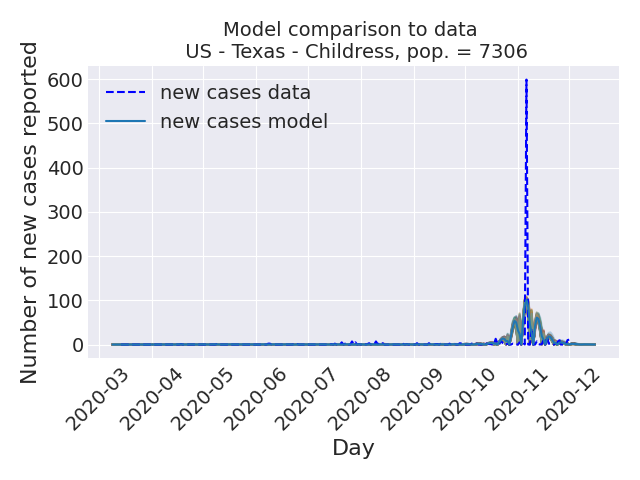 Model comparison to data
US - Texas - Childress, pop. = 7306
Number of new cases reported
600
500
400
300
200
100
0
new cases data
new cases model
2020-03
2020-04
2020-05
2020-06
2020-07
2020-08
2020-09
2020-10
2020-11
2020-12
Day